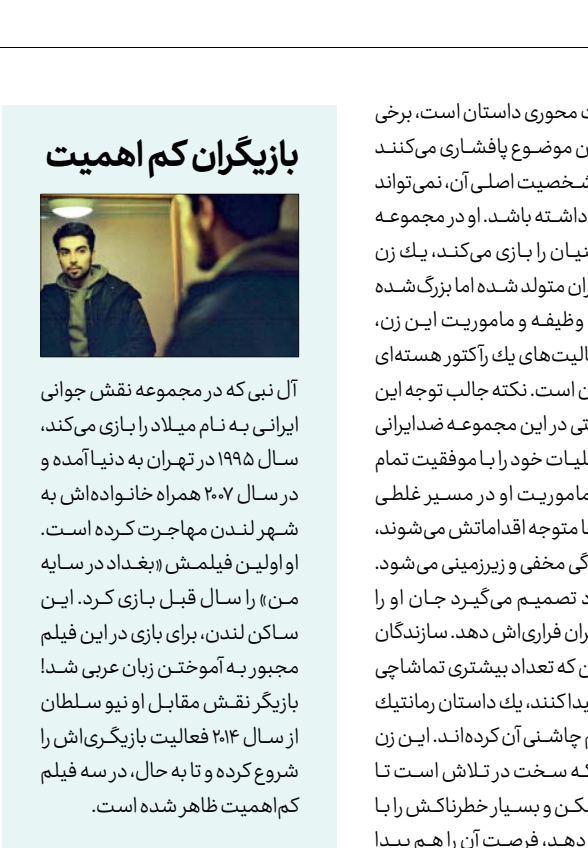 ت محوری داستان است، برخی
ن موضوع پافشاری می‌کنند
شخصیت اصلی آن، نمی‌تواند
داشته باشد. او در مجموعه
نیان را بازی می‌کند، یك زن
ران متولد شده اما بزرگ شده
وظیفه و ماموریت این زن،
الیت‌های یك رآکتور هسته‌ای
ن است. نکته جالب توجه این
تی در این مجموعه ضدایرانی
لیات خود را با موفقیت تمام
ماموریت او در مسیر غلطی
ا متوجه اقداماتش می‌شوند،
گی مخفی و زیرزمینی می‌شود.
د تصمیم می‌گیرد جان او را
ران فراری‌اش دهد. سازندگان
ن که تعداد بیشتری تماشاچی
یدا کنند، یك داستان رمانتیك
م چاشنی آن کرده‌اند. این زن
که سخت در تلاش است تا
کن و بسیار خطرناکش را با
دهد، فرصت آن را هم پیدا
بازیگران کم اهمیت
آل نبی که در مجموعه نقش جوانی
ایرانی به نام میلاد را بازی می‌کند،
سال ۱۹۹۵ در تهران به دنیا آمده و
در سال ۲۰۰۷ همراه خانواده‌اش به
شهر لندن مهاجرت کرده است.
او اولین فیلمش «بغداد در سایه
من» را سال قبل بازی کرد. این
ساکن لندن، برای بازی در این فیلم
مجبور به آموختن زبان عربی شد!
بازیگر نقش مقابل او نیو سلطان
از سال ۲۰۱۴ فعالیت بازیگری‌اش را
شروع کرده و تا به حال، در سه فیلم
کم‌اهمیت ظاهر شده است.